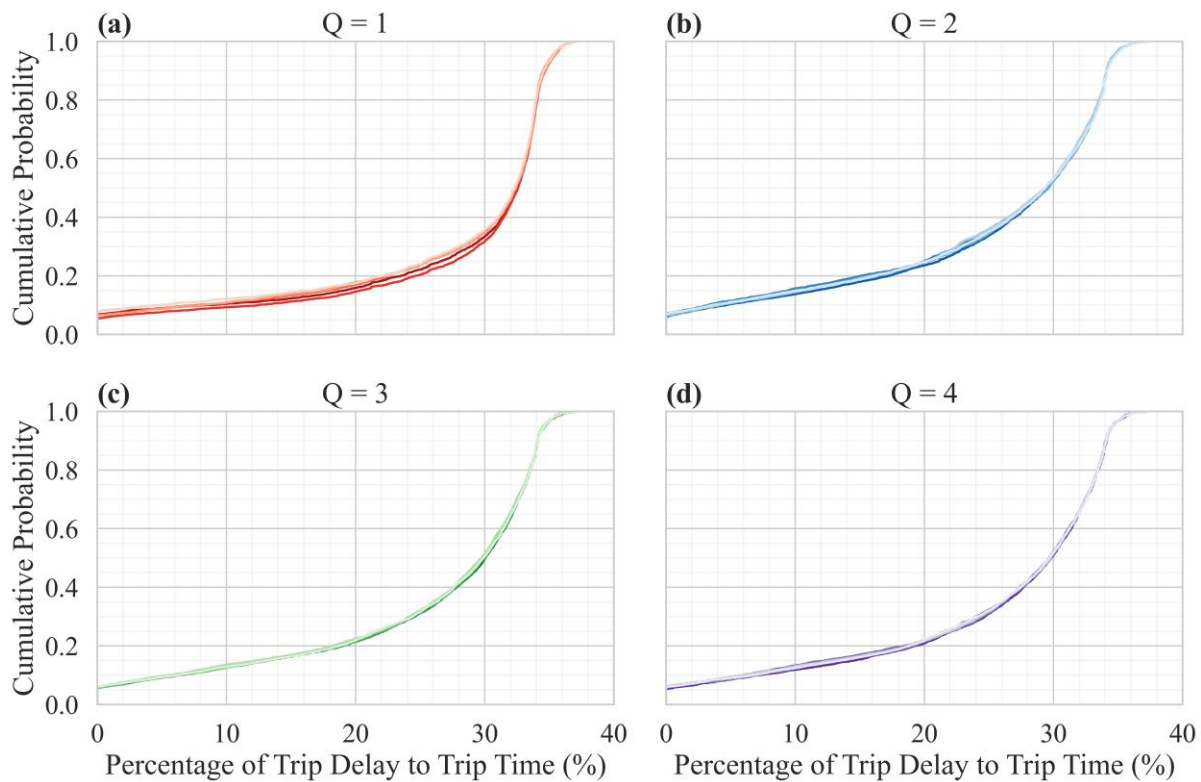 (a) Q = 1
1.0
0.8
0.6
0.4
0.2
0.0
Cumulative Probability
(b) Q = 2
(c) Q = 3
1.0
0.8
0.6
0.4
0.2
0.0
Cumulative Probability
0 10 20 30 40
Percentage of Trip Delay to Trip Time (%)
(d) Q = 4
0 10 20 30 40
Percentage of Trip Delay to Trip Time (%)